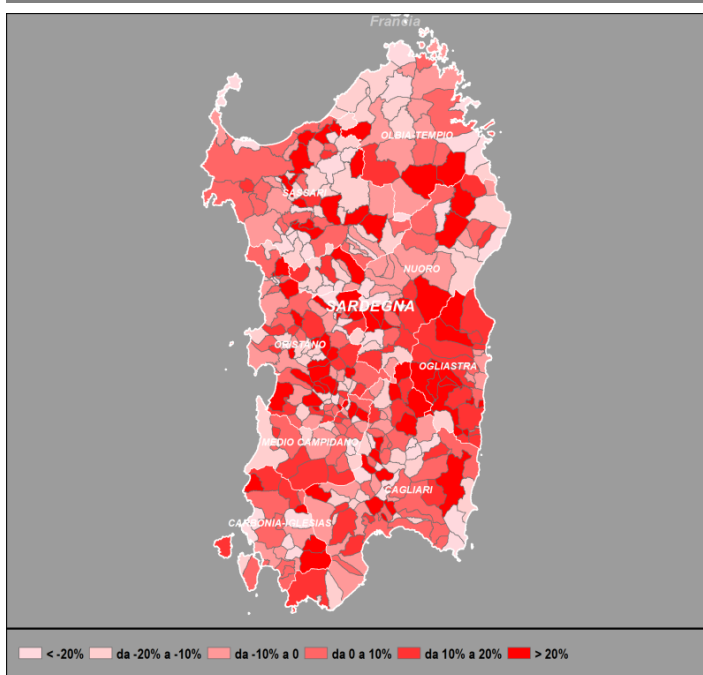 Francia
OLBIA-TEMPIO
SASSARI
NUORO
SARDEGNA
ORISTANO
OGLIASTRA
MEDIO CAMPIDANO
CAGLIARI
CARBONIA-IGLESIAS
< -20% da -20% a -10% da -10% a 0 da 0 a 10% da 10% a 20% > 20%